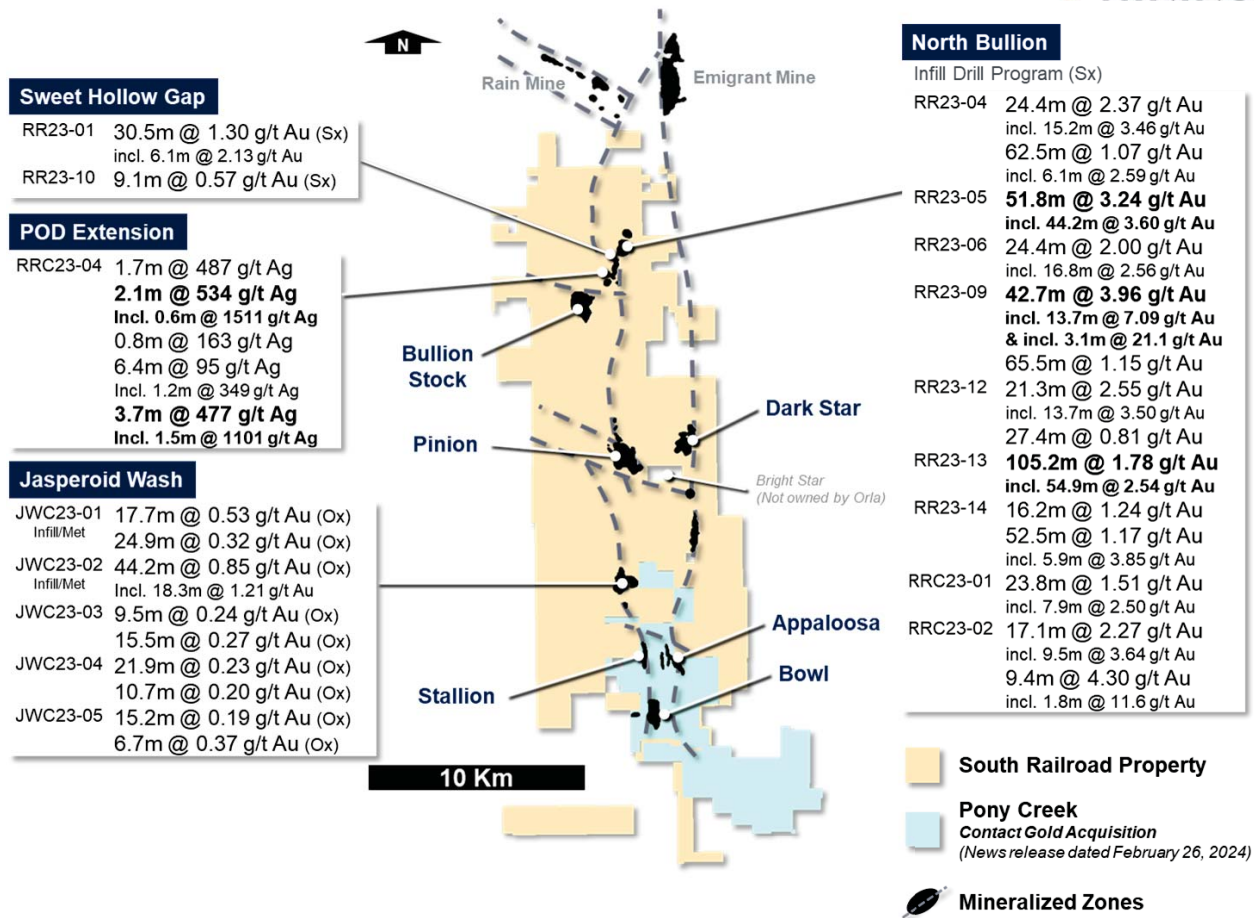 N
Rain Mine
Emigrant Mine
Sweet Hollow Gap
RR23-01 30.5m @ 1.30 g/t Au (Sx)
incl. 6.1m @ 2.13 g/t Au
RR23-10 9.1m @ 0.57 g/t Au (Sx)
POD Extension
RRC23-04 1.7m @ 487 g/t Ag
2.1m @ 534 g/t Ag
Incl. 0.6m @ 1511 g/t Ag
0.8m @ 163 g/t Ag
6.4m @ 95 g/t Ag
Incl. 1.2m @ 349 g/t Ag
3.7m @ 477 g/t Ag
Incl. 1.5m @ 1101 g/t Ag
Jasperoid Wash
JWC23-01 17.7m @ 0.53 g/t Au (Ox)
Infill/Met
24.9m @ 0.32 g/t Au (Ox)
JWC23-02 44.2m @ 0.85 g/t Au (Ox)
Infill/Met Incl. 18.3m @ 1.21 g/t Au
JWC23-03 9.5m @ 0.24 g/t Au (Ox)
15.5m @ 0.27 g/t Au (Ox)
JWC23-04 21.9m @ 0.23 g/t Au (Ox)
10.7m @ 0.20 g/t Au (Ox)
JWC23-05 15.2m @ 0.19 g/t Au (Ox)
6.7m @ 0.37 g/t Au (Ox)
Bullion
Stock
Pinion
Dark Star
Bright Star
(Not owned by Orla)
Appaloosa
Stallion
Bowl
10 Km
North Bullion
Infill Drill Program (Sx)
RR23-04 24.4m @ 2.37 g/t Au
incl. 15.2m @ 3.46 g/t Au
62.5m @ 1.07 g/t Au
incl. 6.1m @ 2.59 g/t Au
RR23-05 51.8m @ 3.24 g/t Au
incl. 44.2m @ 3.60 g/t Au
RR23-06 24.4m @ 2.00 g/t Au
incl. 16.8m @ 2.56 g/t Au
RR23-09 42.7m @ 3.96 g/t Au
incl. 13.7m @ 7.09 g/t Au
& incl. 3.1m @ 21.1 g/t Au
65.5m @ 1.15 g/t Au
RR23-12 21.3m @ 2.55 g/t Au
incl. 13.7m @ 3.50 g/t Au
27.4m @ 0.81 g/t Au
RR23-13 105.2m @ 1.78 g/t Au
incl. 54.9m @ 2.54 g/t Au
RR23-14 16.2m @ 1.24 g/t Au
52.5m @ 1.17 g/t Au
incl. 5.9m @ 3.85 g/t Au
RRC23-01 23.8m @ 1.51 g/t Au
incl. 7.9m @ 2.50 g/t Au
RRC23-02 17.1m @ 2.27 g/t Au
incl. 9.5m @ 3.64 g/t Au
9.4m @ 4.30 g/t Au
incl. 1.8m @ 11.6 g/t Au
South Railroad Property
Pony Creek
Contact Gold Acquisition
(News release dated February 26, 2024)
Mineralized Zones